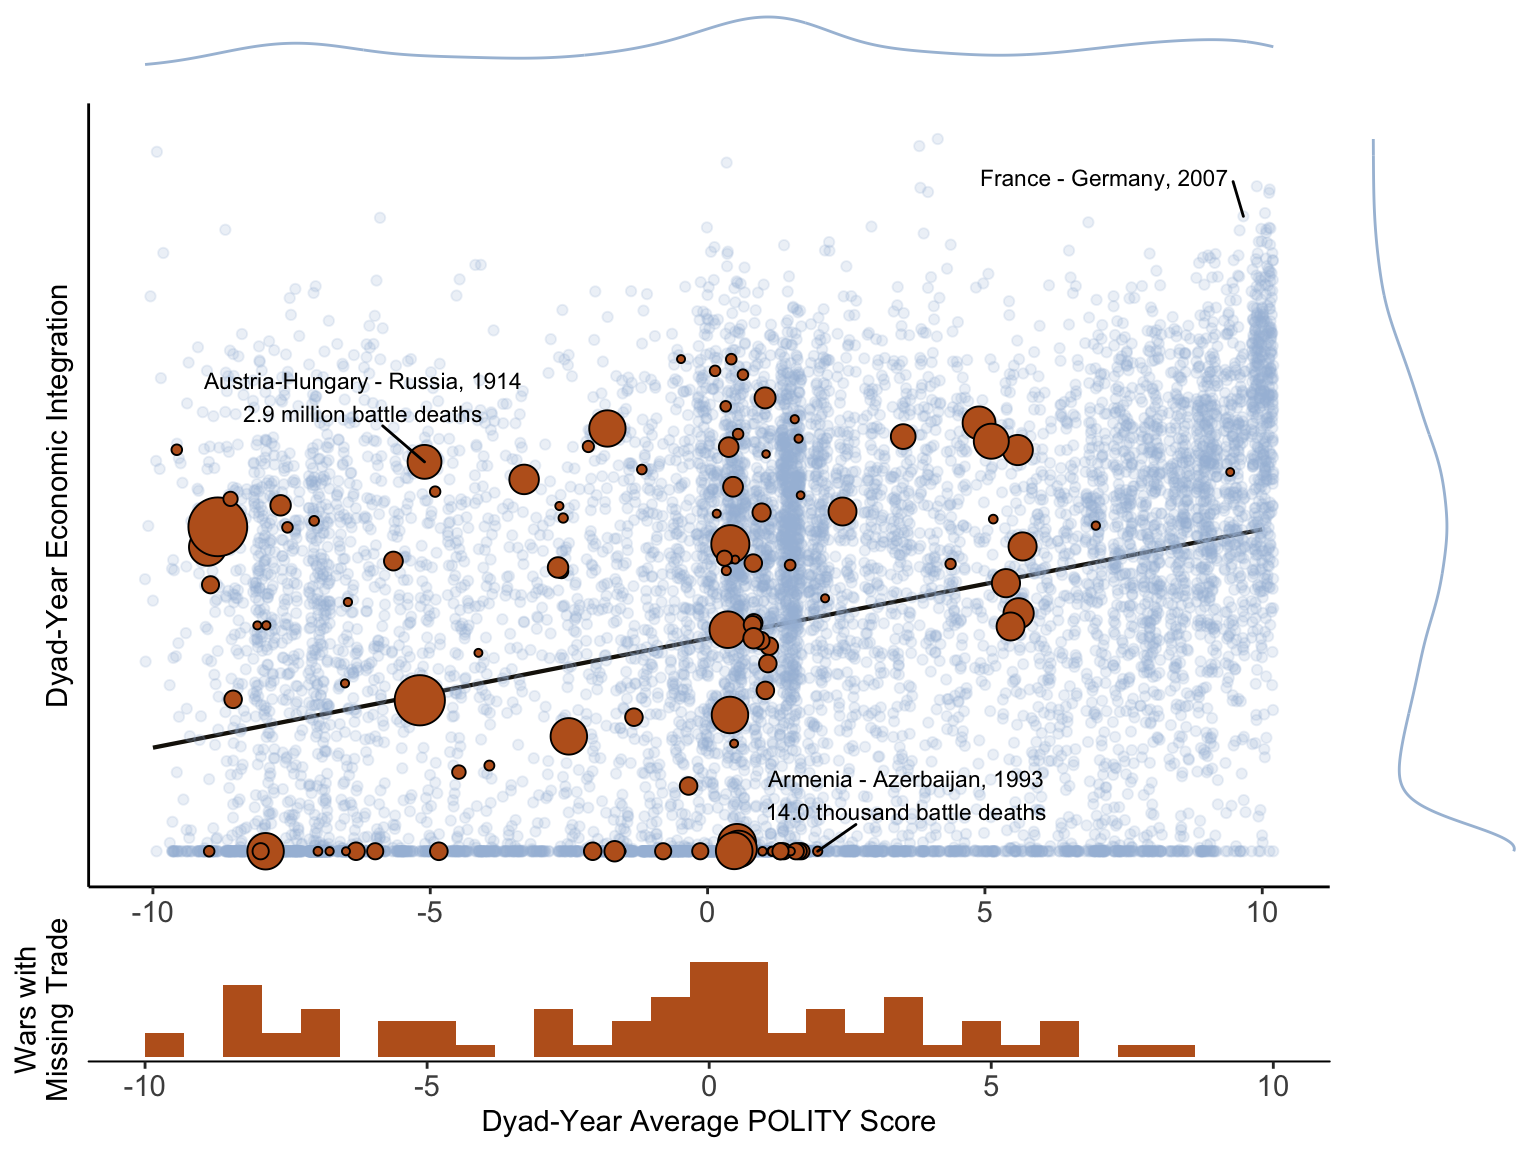 France - Germany, 2007
Austria-Hungary - Russia, 1914
2.9 million battle deaths
Armenia - Azerbaijan, 1993
14.0 thousand battle deaths
Dyad-Year Economic Integration
-10 -5 0 5 10
Wars with
Missing Trade
-10 -5 0 5 10
Dyad-Year Average POLITY Score